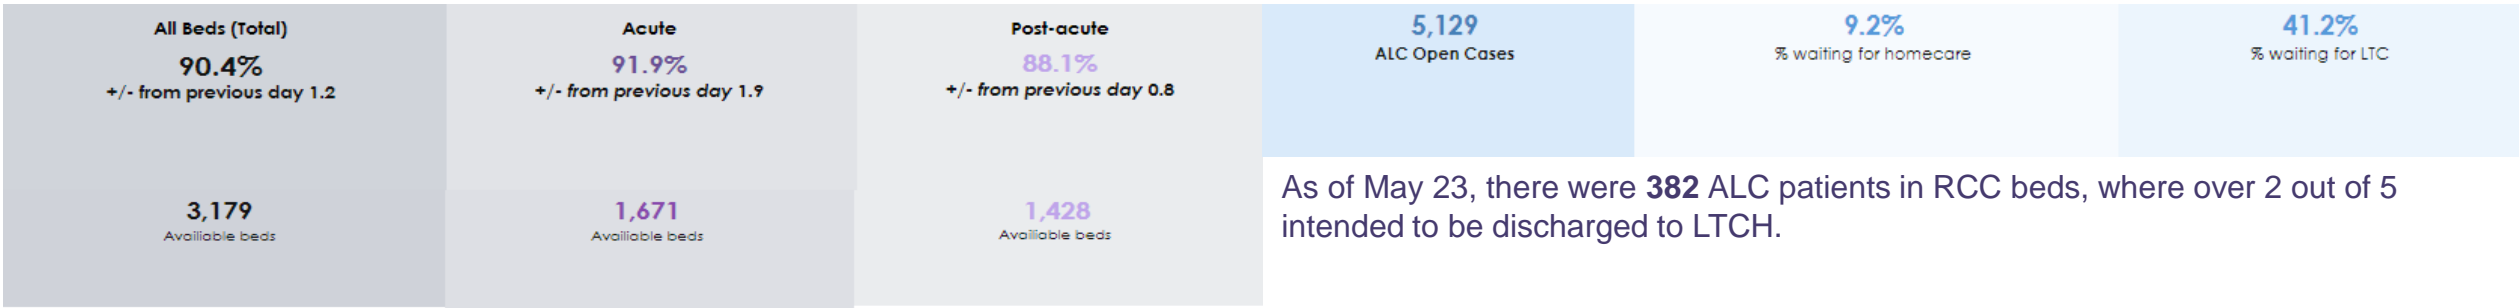 All Beds (Total)
90.4%
+/- from previous day 1.2
3,179
Availiable beds
Acute
91.9%
+/- from previous day 1.9
1,671
Availiable beds
Post-acute
88.1%
+/- from previous day 0.8
1,428
Availiable beds
5,129
ALC Open Cases
9.2%
% waiting for homecare
41.2%
% waiting for LTC
As of May 23, there were 382 ALC patients in RCC beds, where over 2 out of 5
intended to be discharged to LTCH.